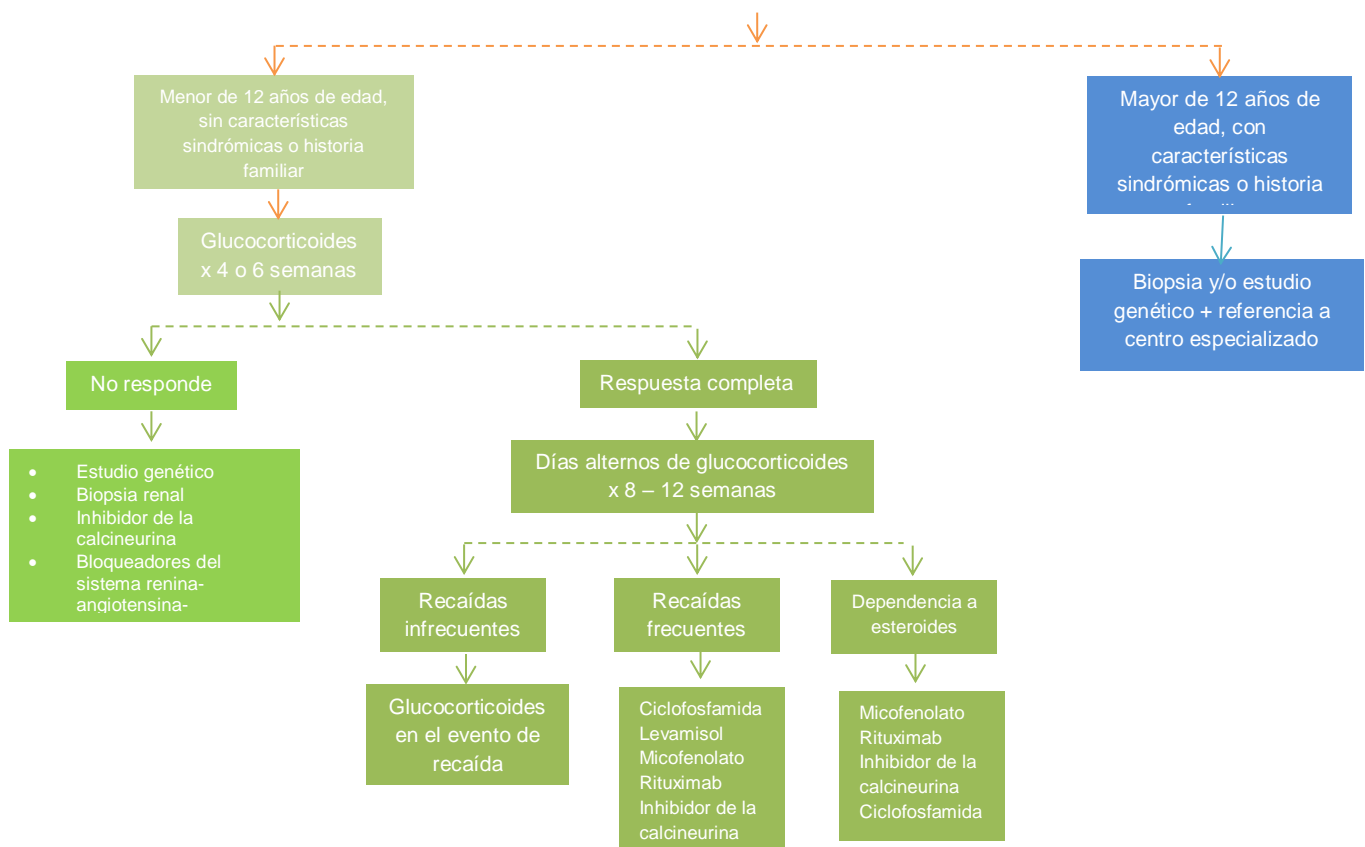 Menor de 12 años de edad,
sin características
sindrómicas o historia
familiar
Mayor de 12 años de
edad, con
características
sindrómicas o historia
Glucocorticoides
x 4 o 6 semanas
Biopsia y/o estudio
genético + referencia a
centro especializado
No responde
Respuesta completa
• Estudio genético
• Biopsia renal
• Inhibidor de la
calcineurina
• Bloqueadores del
sistema renina-
angiotensina-
Días alternos de glucocorticoides
x 8 – 12 semanas
Recaídas
infrecuentes
Recaídas
frecuentes
Dependencia a
esteroides
Glucocorticoides
en el evento de
recaída
Ciclofosfamida
Levamisol
Micofenolato
Rituximab
Inhibidor de la
calcineurina
Micofenolato
Rituximab
Inhibidor de la
calcineurina
Ciclofosfamida